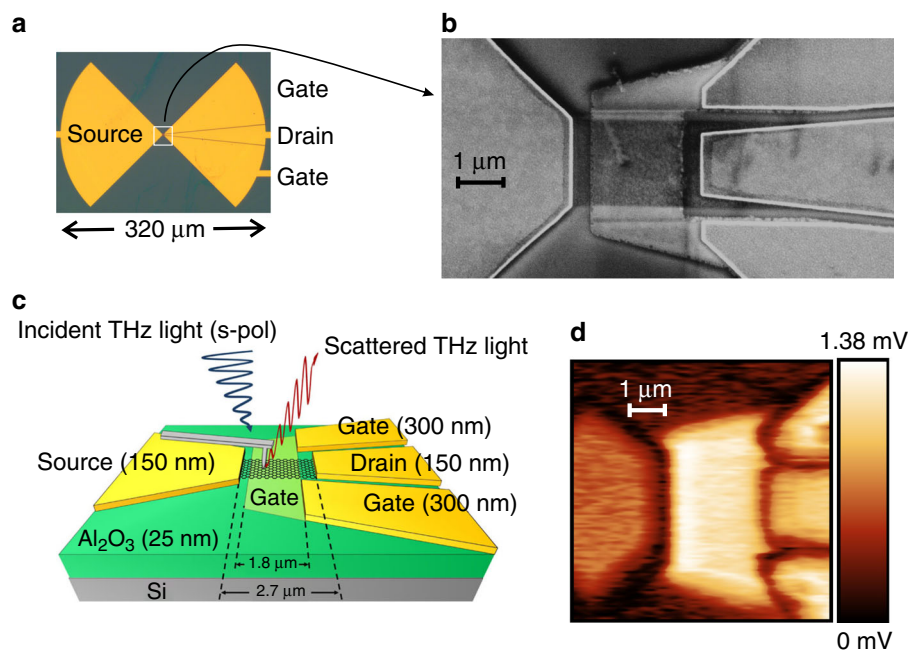 a
Gate
Source
Drain
Gate
320 μm
b
1 μm
c
Incident THz light (s-pol)
Scattered THz light
Gate (300 nm)
Source (150 nm)
Drain (150 nm)
Gate
Gate (300 nm)
Al₂O₃ (25 nm)
1.8 μm
Si
2.7 μm
d
1.38 mV
1 μm
0 mV